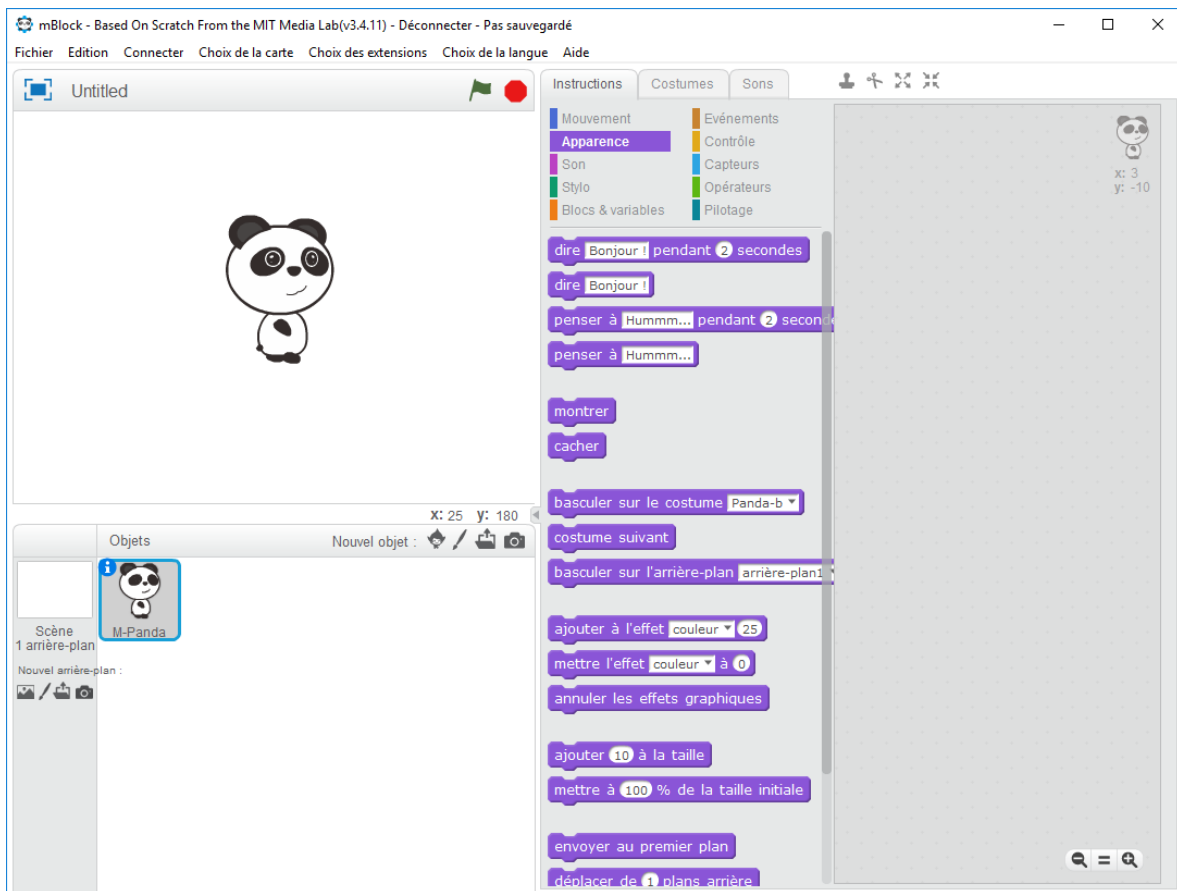 mBlock - Based On Scratch From the MIT Media Lab(v3.4.11) - Déconnecter - Pas sauvegardé
Fichier Edition Connecter Choix de la carte Choix des extensions Choix de la langue Aide
Untitled
x: 25 y: 180
Objets
Nouvel objet :
Scène
1 arrière-plan
M-Panda
Nouvel arrière-plan :
Instructions Costumes Sons
Mouvement Evénements
Apparence Contrôle
Son Capteurs
Stylo Opérateurs
Blocs & variables Pilotage
dire Bonjour ! pendant 2 secondes
dire Bonjour !
penser à Hummm... pendant 2 seconde
penser à Hummm...
montrer
cacher
basculer sur le costume Panda-b
costume suivant
basculer sur l'arrière-plan arrière-plan1
ajouter à l'effet couleur 25
mettre l'effet couleur à 0
annuler les effets graphiques
ajouter 10 à la taille
mettre à 100 % de la taille initiale
envoyer au premier plan
déplacer de 1 plans arrière
x: 3
y: -10